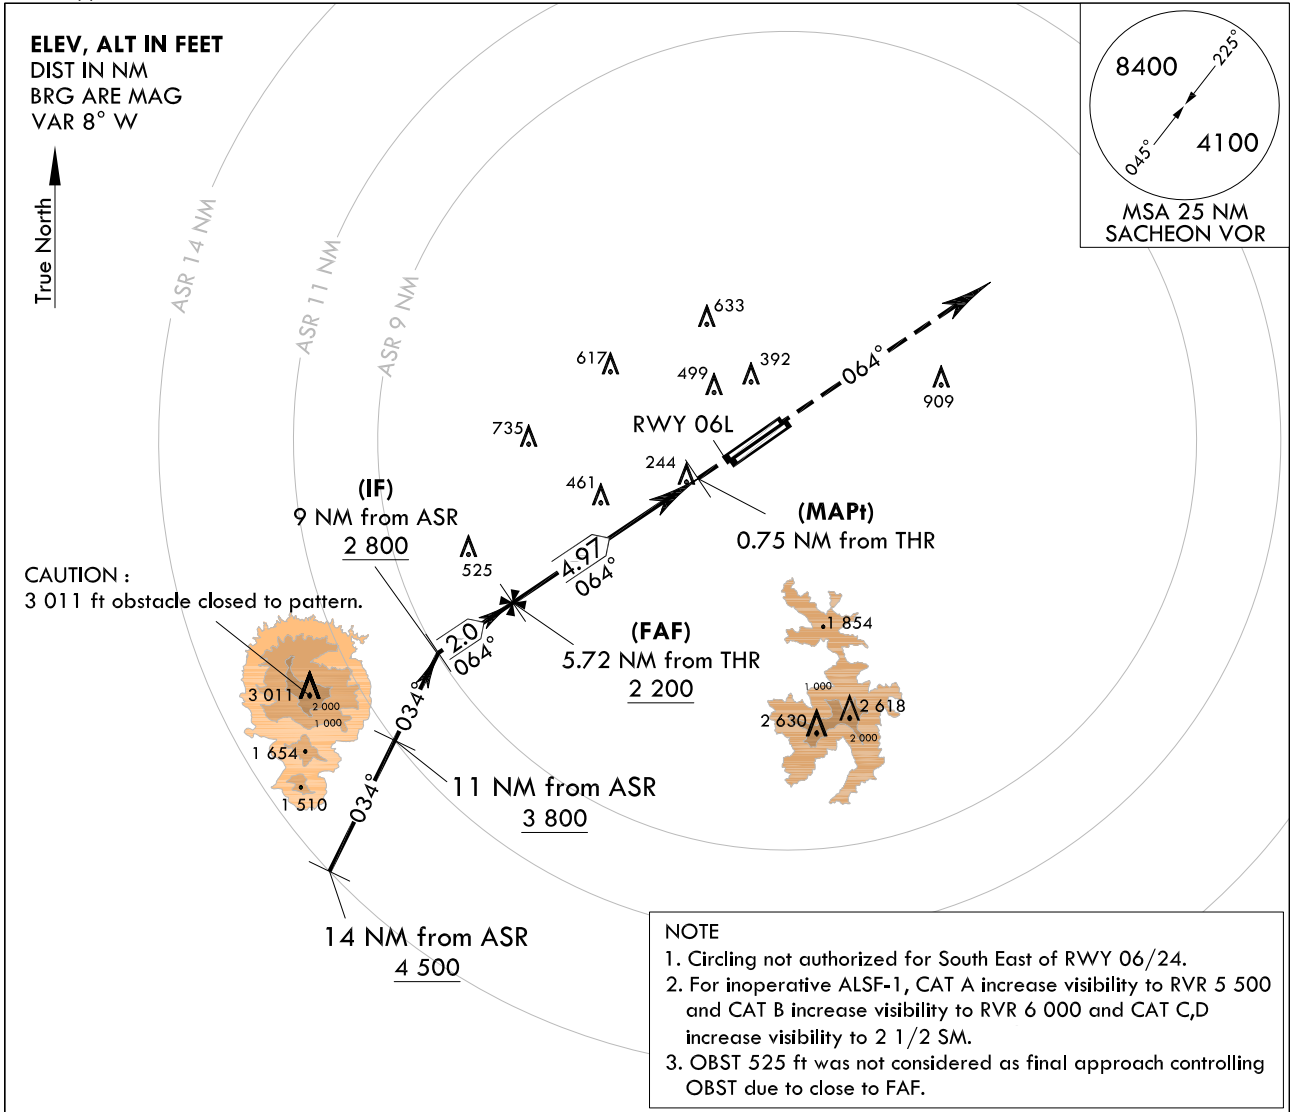 ELEV, ALT IN FEET
DIST IN NM
BRG ARE MAG
VAR 8° W
True North
8400
225°
045°
4100
MSA 25 NM
SACHEON VOR
ASR 14 NM
ASR 11 NM
ASR 9 NM
633
617
499
392
909
064°
735
RWY 06L
244
461
(IF)
9 NM from ASR
2 800
525
(MAPt)
0.75 NM from THR
4.97
064°
CAUTION :
3 011 ft obstacle closed to pattern.
2.0
064°
(FAF)
5.72 NM from THR
2 200
1 854
3 011
2 000
1 000
1 000
2 630
2 618
2 000
034°
1 654
1 510
034°
11 NM from ASR
3 800
14 NM from ASR
4 500
NOTE
1. Circling not authorized for South East of RWY 06/24.
2. For inoperative ALSF-1, CAT A increase visibility to RVR 5 500
and CAT B increase visibility to RVR 6 000 and CAT C,D
increase visibility to 2 1/2 SM.
3. OBST 525 ft was not considered as final approach controlling
OBST due to close to FAF.